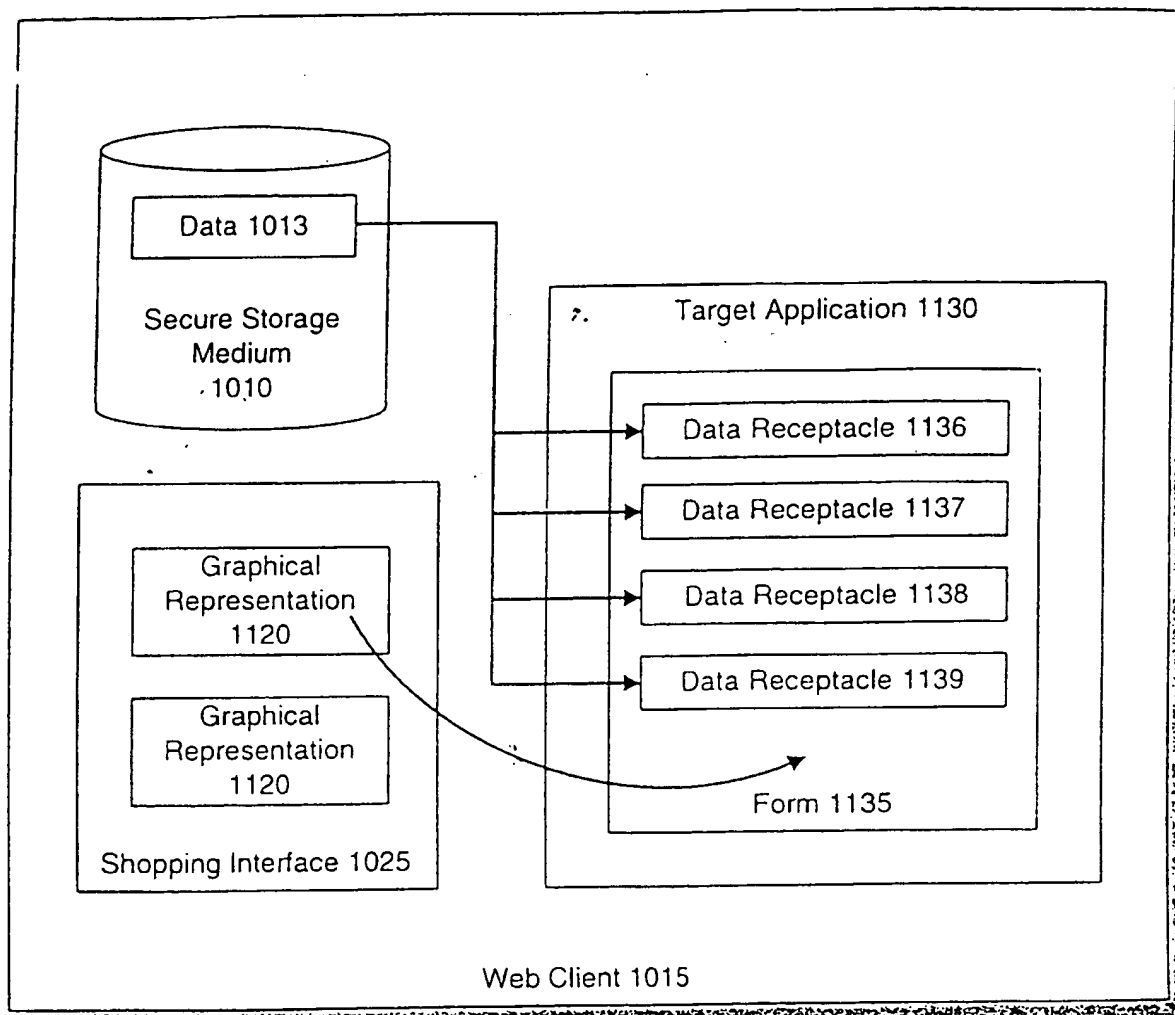 Data 1013
Secure Storage
Medium
1010
Target Application 1130
Data Receptacle 1136
Data Receptacle 1137
Data Receptacle 1138
Data Receptacle 1139
Form 1135
Graphical
Representation
1120
Graphical
Representation
1120
Shopping Interface 1025
Web Client 1015